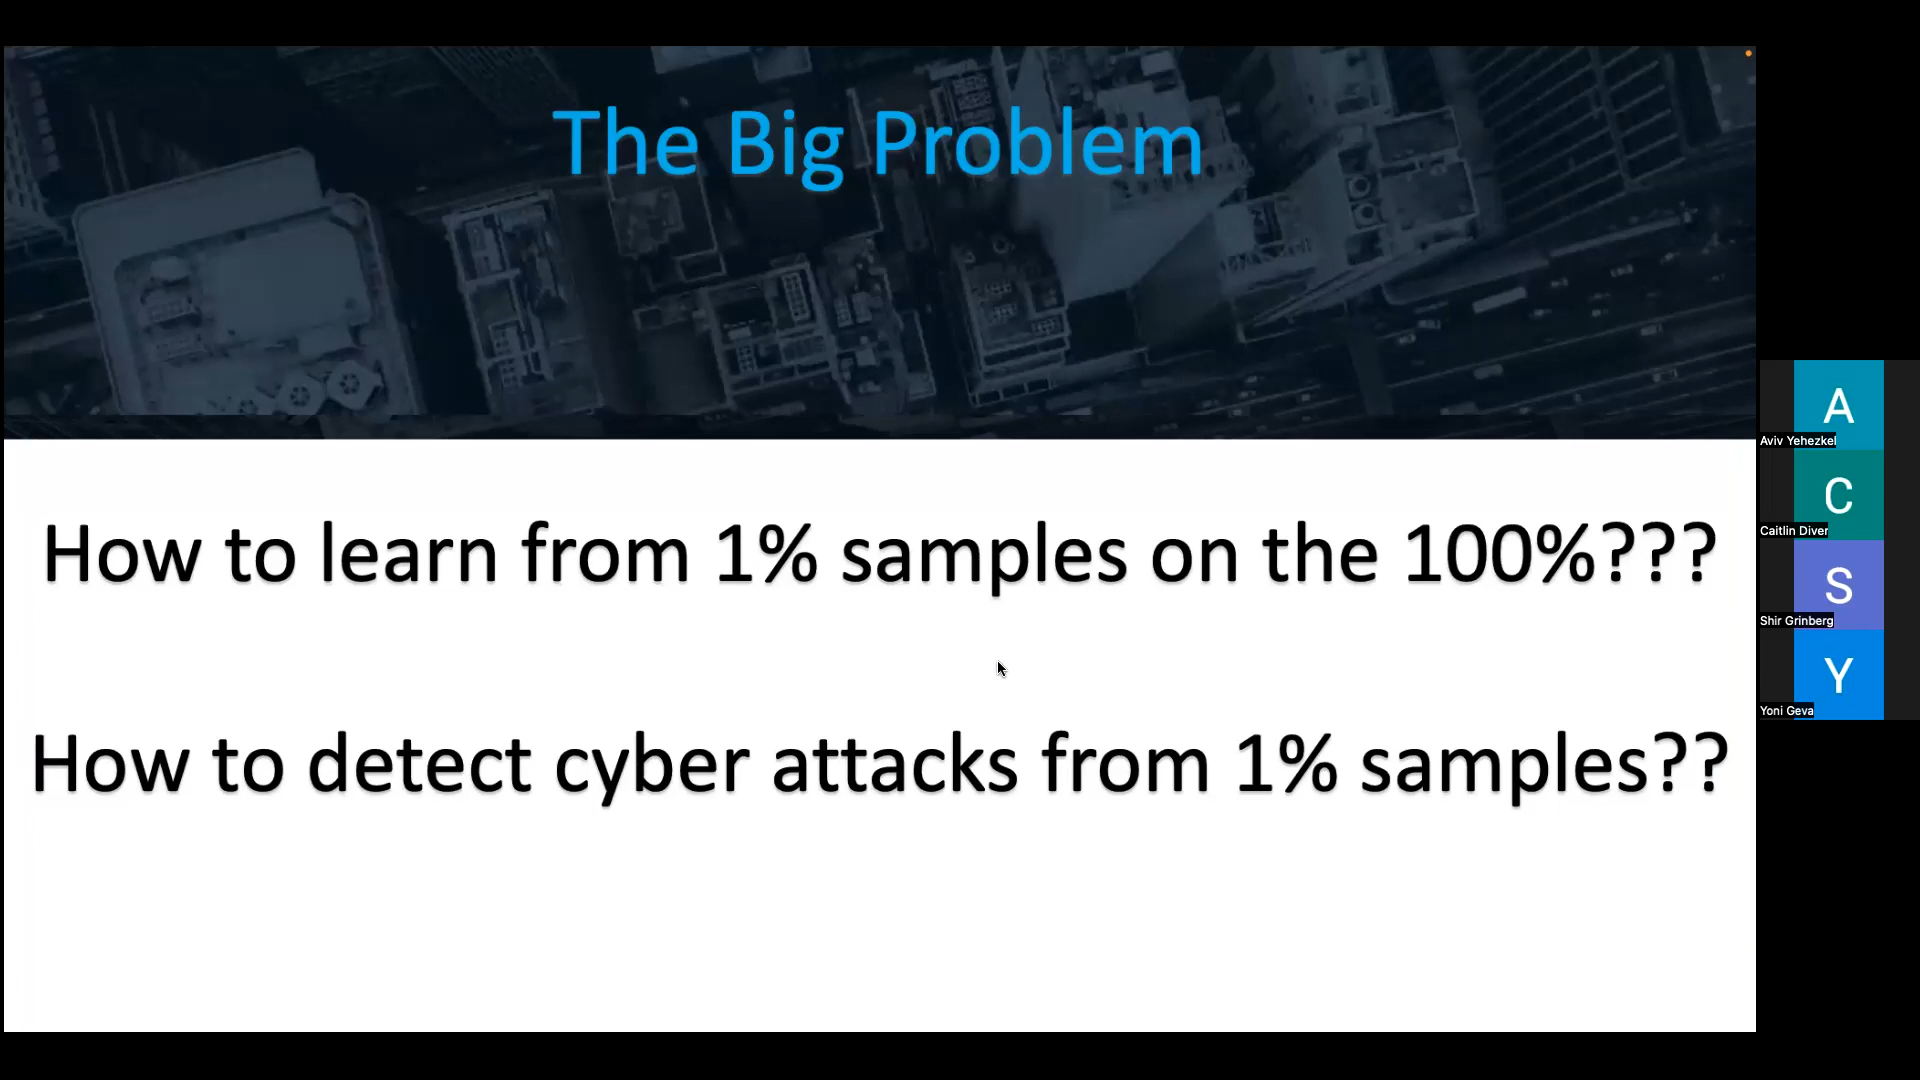 The Big Problem
How to learn from 1% samples on the 100%???
How to detect cyber attacks from 1% samples??
A
Aviv Yehezkel
C
Caitlin Diver
S
Shir Grinberg
Y
Yoni Geva